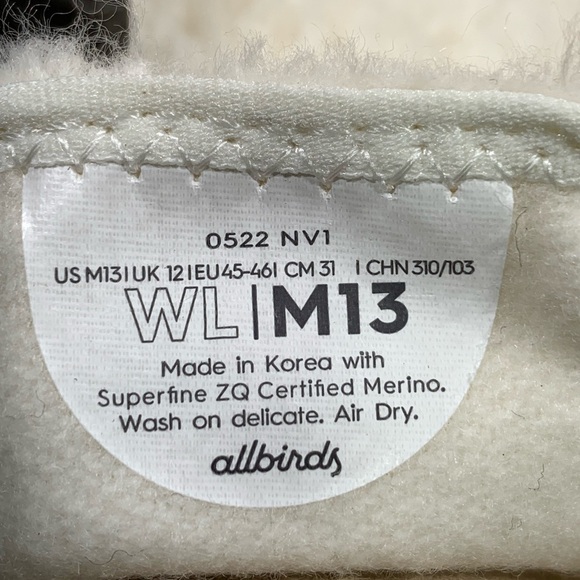 0522 NV1
US M13 | UK 12 | EU 45-46 | CM 31 | CHN 310/103
WL | M13
Made in Korea with
Superfine ZQ Certified Merino.
Wash on delicate. Air Dry.
allbirds